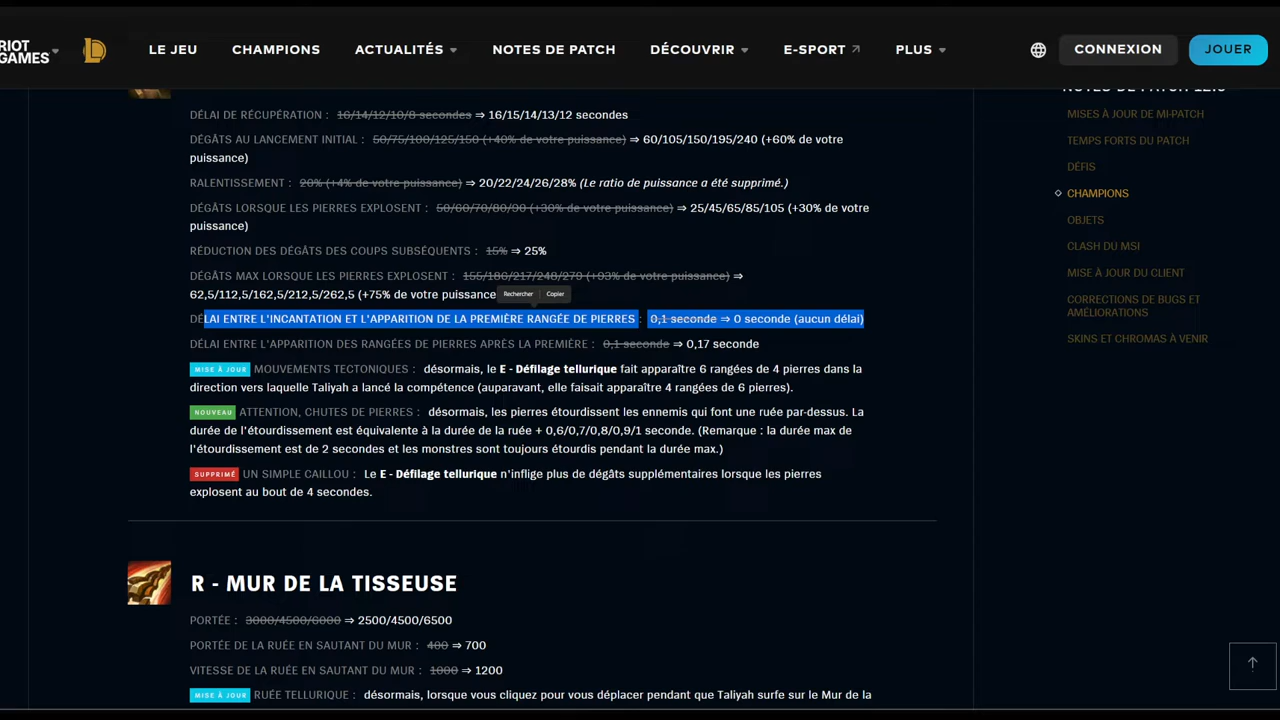 RIOT
GAMES
LE JEU
CHAMPIONS
ACTUALITÉS
NOTES DE PATCH
DÉCOUVRIR
E-SPORT
PLUS
CONNEXION
JOUER
DÉLAI DE RÉCUPÉRATION : 16/14/12/10/8 secondes ⇒ 16/15/14/13/12 secondes
DÉGÂTS AU LANCEMENT INITIAL : 50/75/100/125/150 (+40% de votre puissance) ⇒ 60/105/150/195/240 (+60% de votre
puissance)
RALENTISSEMENT : 20% (+4% de votre puissance) ⇒ 20/22/24/26/28% (Le ratio de puissance a été supprimé.)
DÉGÂTS LORSQUE LES PIERRES EXPLOSENT : 50/60/70/80/90 (+30% de votre puissance) ⇒ 25/45/65/85/105 (+30% de votre
puissance)
RÉDUCTION DES DÉGÂTS DES COUPS SUBSÉQUENTS : 15% ⇒ 25%
DÉGÂTS MAX LORSQUE LES PIERRES EXPLOSENT : 155/186/217/248/279 (+93% de votre puissance) ⇒
62,5/112,5/162,5/212,5/262,5 (+75% de votre puissance
Rechercher
Copier
DÉLAI ENTRE L'INCANTATION ET L'APPARITION DE LA PREMIÈRE RANGÉE DE PIERRES : 0,1 seconde ⇒ 0 seconde (aucun délai)
DÉLAI ENTRE L'APPARITION DES RANGÉES DE PIERRES APRÈS LA PREMIÈRE : 0,1 seconde ⇒ 0,17 seconde
MISE À JOUR MOUVEMENTS TECTONIQUES : désormais, le E - Défilage tellurique fait apparaître 6 rangées de 4 pierres dans la
direction vers laquelle Taliyah a lancé la compétence (auparavant, elle faisait apparaître 4 rangées de 6 pierres).
NOUVEAU ATTENTION, CHUTES DE PIERRES : désormais, les pierres étourdissent les ennemis qui font une ruée par-dessus. La
durée de l'étourdissement est équivalente à la durée de la ruée + 0,6/0,7/0,8/0,9/1 seconde. (Remarque : la durée max de
l'étourdissement est de 2 secondes et les monstres sont toujours étourdis pendant la durée max.)
SUPPRIMÉ UN SIMPLE CAILLOU : Le E - Défilage tellurique n'inflige plus de dégâts supplémentaires lorsque les pierres
explosent au bout de 4 secondes.
R - MUR DE LA TISSEUSE
PORTÉE : 3000/4500/6000 ⇒ 2500/4500/6500
PORTÉE DE LA RUÉE EN SAUTANT DU MUR : 400 ⇒ 700
VITESSE DE LA RUÉE EN SAUTANT DU MUR : 1000 ⇒ 1200
MISE À JOUR RUÉE TELLURIQUE : désormais, lorsque vous cliquez pour vous déplacer pendant que Taliyah surfe sur le Mur de la
MISES À JOUR DE MI-PATCH
TEMPS FORTS DU PATCH
DÉFIS
CHAMPIONS
OBJETS
CLASH DU MSI
MISE À JOUR DU CLIENT
CORRECTIONS DE BUGS ET
AMÉLIORATIONS
SKINS ET CHROMAS À VENIR